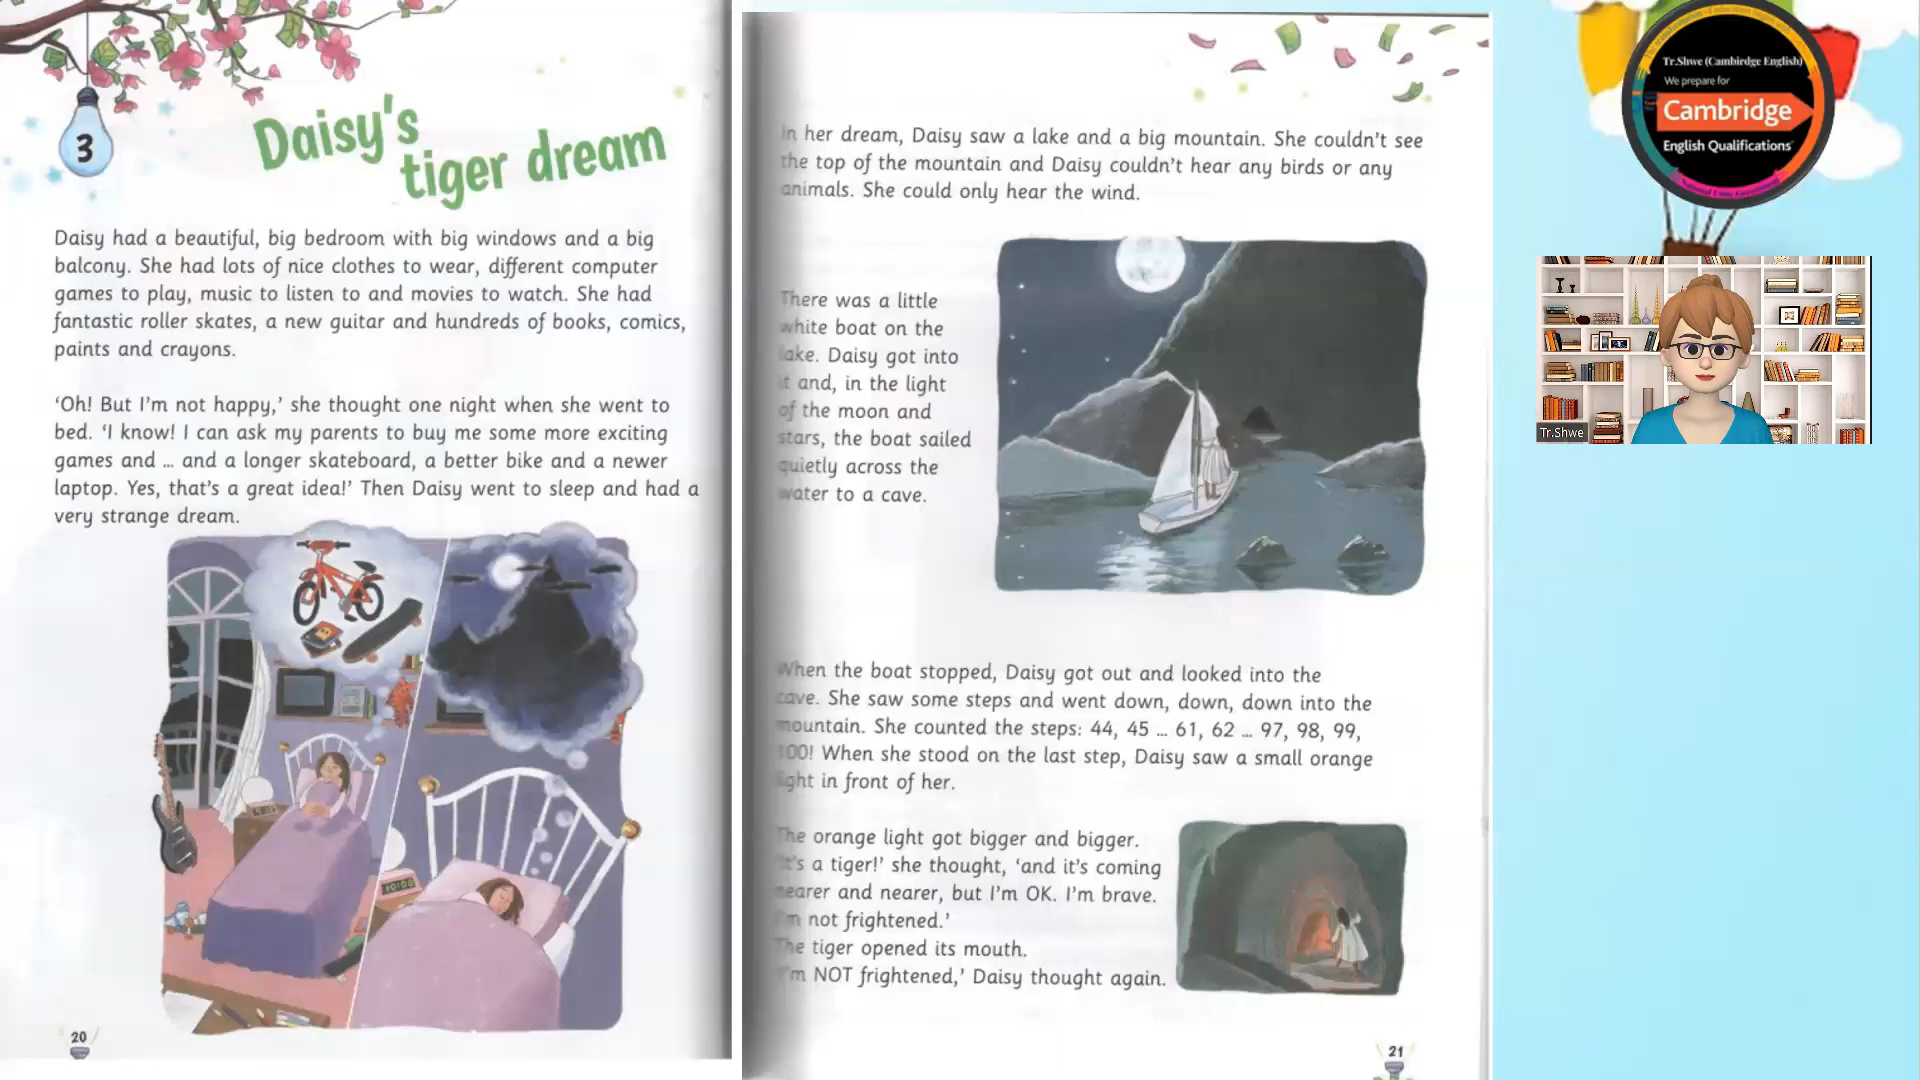 3
Daisy's
tiger dream
Daisy had a beautiful, big bedroom with big windows and a big
balcony. She had lots of nice clothes to wear, different computer
games to play, music to listen to and movies to watch. She had
fantastic roller skates, a new guitar and hundreds of books, comics,
paints and crayons.
‘Oh! But I’m not happy,’ she thought one night when she went to
bed. ‘I know! I can ask my parents to buy me some more exciting
games and ... and a longer skateboard, a better bike and a newer
laptop. Yes, that’s a great idea!’ Then Daisy went to sleep and had a
very strange dream.
10:00
20
In her dream, Daisy saw a lake and a big mountain. She couldn’t see
the top of the mountain and Daisy couldn’t hear any birds or any
animals. She could only hear the wind.
There was a little
white boat on the
lake. Daisy got into
it and, in the light
of the moon and
stars, the boat sailed
quietly across the
water to a cave.
When the boat stopped, Daisy got out and looked into the
cave. She saw some steps and went down, down, down into the
mountain. She counted the steps: 44, 45 ... 61, 62 ... 97, 98, 99,
100! When she stood on the last step, Daisy saw a small orange
light in front of her.
The orange light got bigger and bigger.
‘It’s a tiger!’ she thought, ‘and it’s coming
nearer and nearer, but I’m OK. I’m brave.
I’m not frightened.’
The tiger opened its mouth.
‘I’m NOT frightened,’ Daisy thought again.
21
Tr.Shwe (Cambirdge English)
We prepare for
Cambridge
English Qualifications
Tr.Shwe